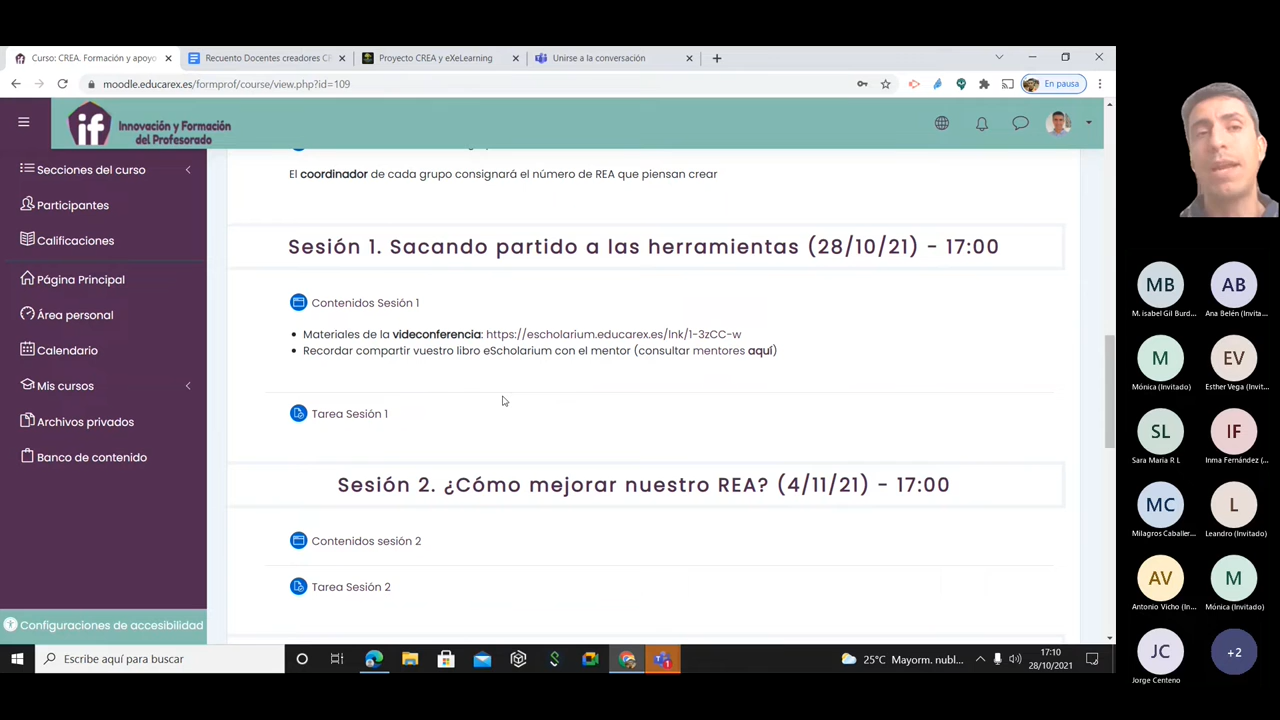 Curso: CREA. Formación y apoyo
Recuento Docentes creadores CR
Proyecto CREA y eXeLearning
Unirse a la conversación
moodle.educarex.es/formprof/course/view.php?id=109
En pausa
if
Innovación y Formación
del Profesorado
Secciones del curso
Participantes
Calificaciones
Página Principal
Área personal
Calendario
Mis cursos
Archivos privados
Banco de contenido
Configuraciones de accesibilidad
El coordinador de cada grupo consignará el número de REA que piensan crear
Sesión 1. Sacando partido a las herramientas (28/10/21) - 17:00
Contenidos Sesión 1
Materiales de la videoconferencia: https://escholarium.educarex.es/lnk/1-3zCC-w
Recordar compartir vuestro libro eScholarium con el mentor (consultar mentores aquí)
Tarea Sesión 1
Sesión 2. ¿Cómo mejorar nuestro REA? (4/11/21) - 17:00
Contenidos sesión 2
Tarea Sesión 2
Escribe aquí para buscar
25°C Mayorm. nubl...
17:10
28/10/2021
MB
M. isabel Gil Burd...
AB
Ana Belén (Invita...
M
Mónica (Invitado)
EV
Esther Vega (Invit...
SL
Sara Maria R L
IF
Inma Fernández (...
MC
Milagros Caballer...
L
Leandro (Invitado)
AV
Antonio Vicho (In...
M
Mónica (Invitado)
JC
Jorge Centeno
+2